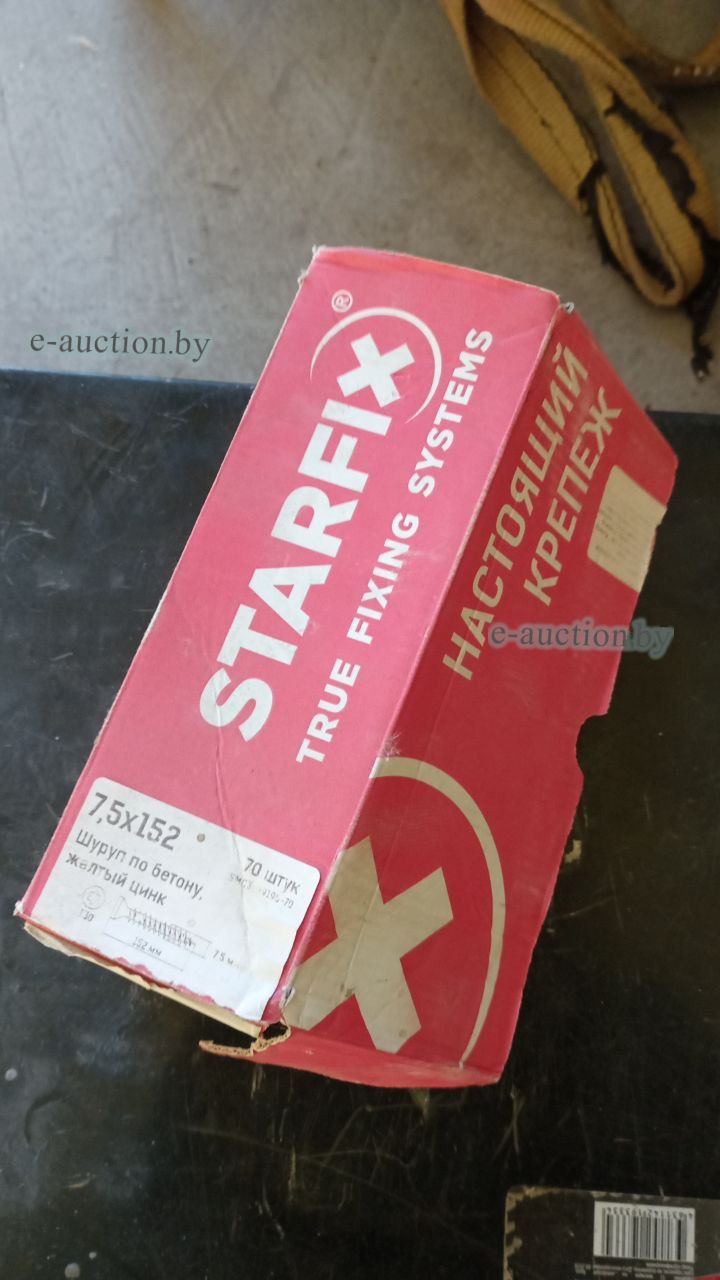 e-auction.by
®
STARFIX
TRUE FIXING SYSTEMS
НАСТОЯЩИЙ
КРЕПЕЖ
e-auction.by
7,5x152
Шуруп по бетону,
желтый цинк
70 штук
T30
152 мм
7.5 м